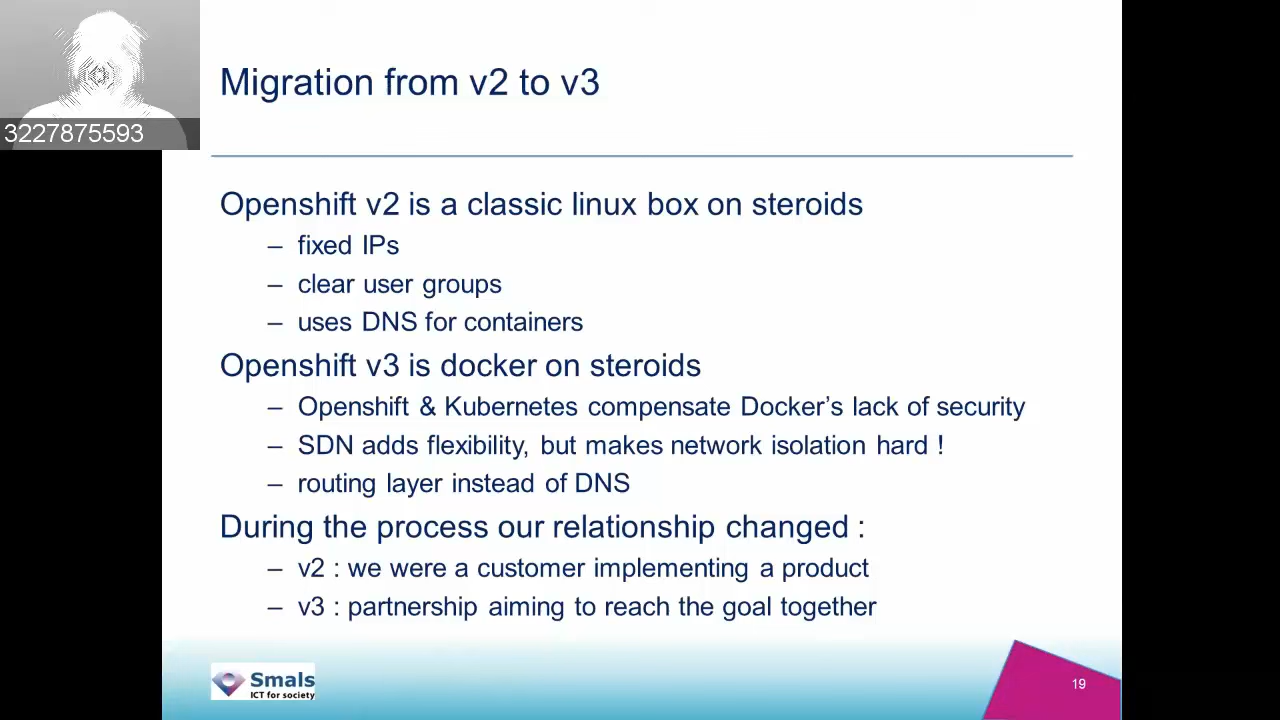 3227875593
Migration from v2 to v3
Openshift v2 is a classic linux box on steroids
– fixed IPs
– clear user groups
– uses DNS for containers
Openshift v3 is docker on steroids
– Openshift & Kubernetes compensate Docker's lack of security
– SDN adds flexibility, but makes network isolation hard !
– routing layer instead of DNS
During the process our relationship changed :
– v2 : we were a customer implementing a product
– v3 : partnership aiming to reach the goal together
Smals
ICT for society
19